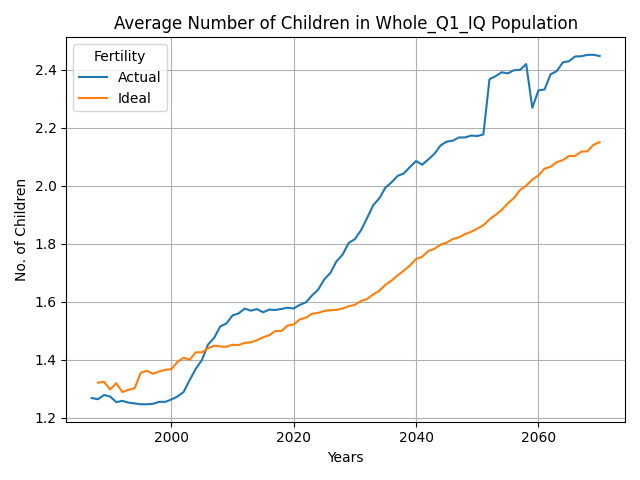 Average Number of Children in Whole_Q1_IQ Population
Fertility
Actual
Ideal
No. of Children
2.4
2.2
2.0
1.8
1.6
1.4
1.2
2000
2020
2040
2060
Years